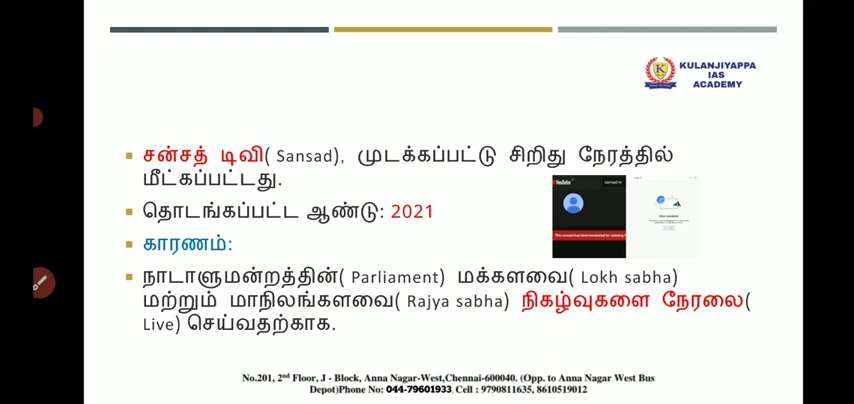 KULANJIYAPPA
IAS
ACADEMY
சன்சத் டிவி( Sansad), முடக்கப்பட்டு சிறிது நேரத்தில்
மீட்கப்பட்டது.
தொடங்கப்பட்ட ஆண்டு: 2021
காரணம்:
நாடாளுமன்றத்தின்( Parliament) மக்களவை( Lokh sabha)
மற்றும் மாநிலங்களவை( Rajya sabha) நிகழ்வுகளை நேரலை(
Live) செய்வதற்காக.
No.201, 2nd Floor, J - Block, Anna Nagar-West,Chennai-600040. (Opp. to Anna Nagar West Bus
Depot)Phone No: 044-79601933, Cell : 9790811635, 8610519012